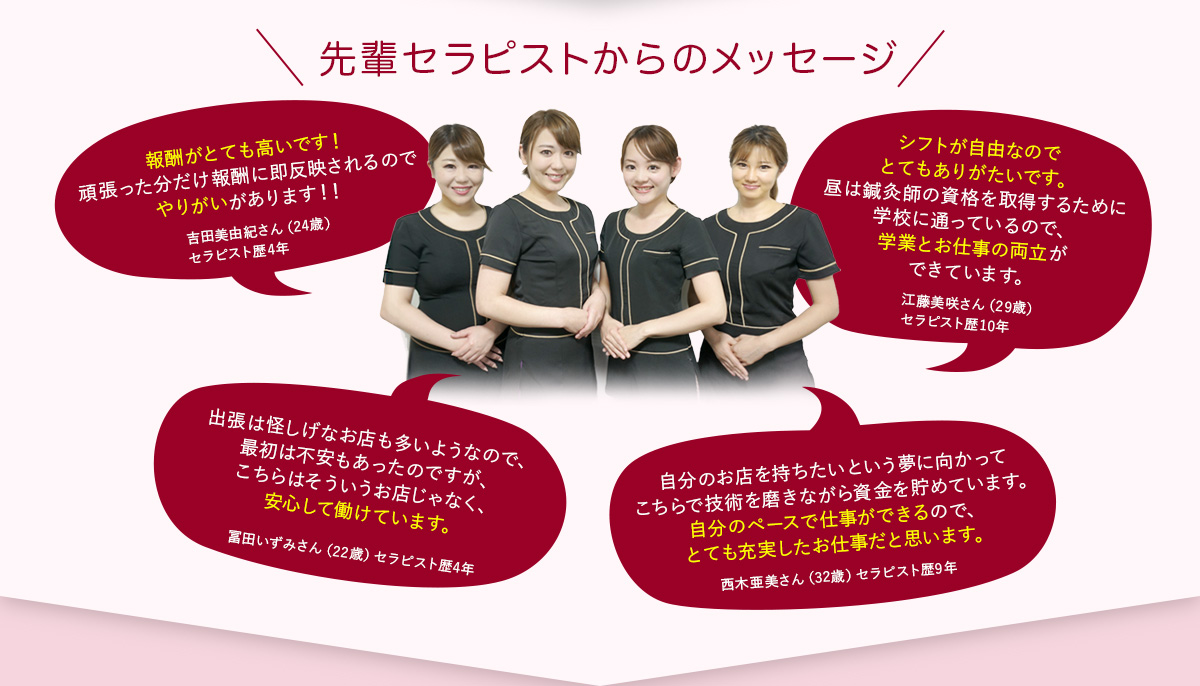 先輩セラピストからのメッセージ
報酬がとても高いです！
頑張った分だけ報酬に即反映されるので
やりがいがあります！！
吉田美由紀さん（24歳）
セラピスト歴4年
シフトが自由なので
とてもありがたいです。
昼は鍼灸師の資格を取得するために
学校に通っているので、
学業とお仕事の両立が
できています。
江藤美咲さん（29歳）
セラピスト歴10年
出張は怪しげなお店も多いようなので、
最初は不安もあったのですが、
こちらはそういうお店じゃなく、
安心して働けています。
冨田いずみさん（22歳）セラピスト歴4年
自分のお店を持ちたいという夢に向かって
こちらで技術を磨きながら資金を貯めています。
自分のペースで仕事ができるので、
とても充実したお仕事だと思います。
西木亜美さん（32歳）セラピスト歴9年